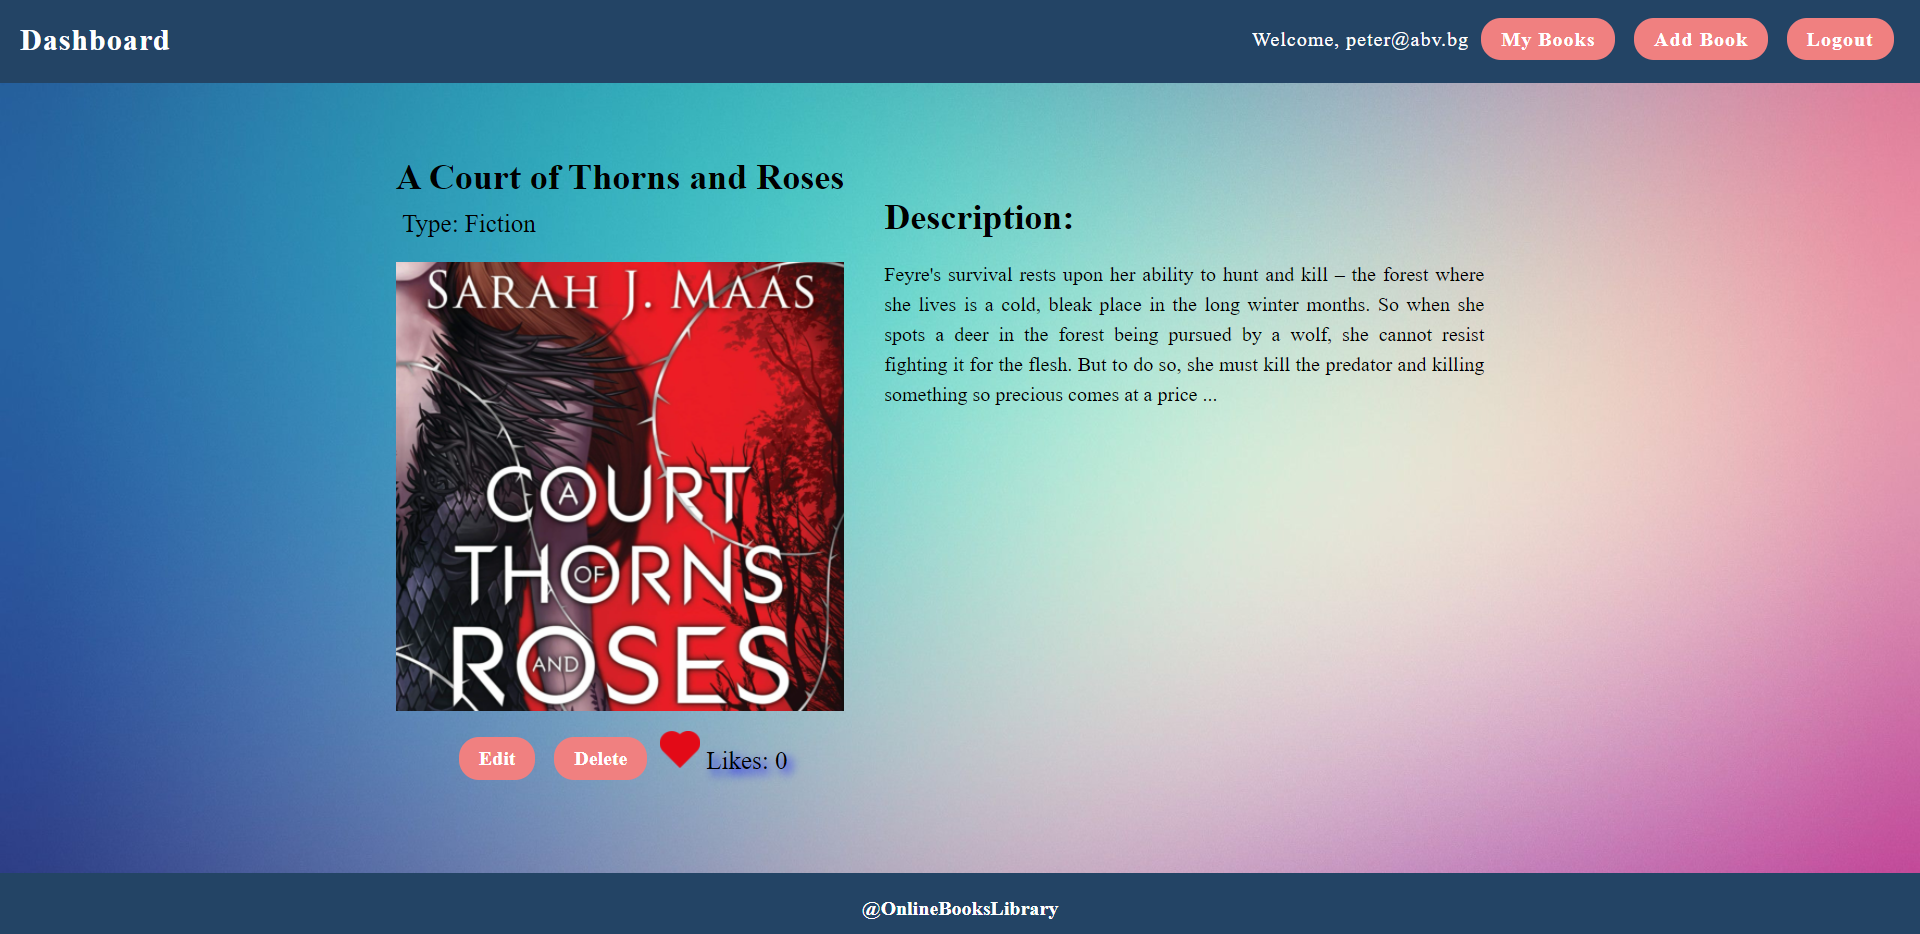 Dashboard
Welcome, peter@abv.bg My Books Add Book Logout
A Court of Thorns and Roses
Type: Fiction
SARAH J. MAAS
A COURT
THORNS OF
AND ROSES
Edit Delete Likes: 0
Description:
Feyre's survival rests upon her ability to hunt and kill – the forest where
she lives is a cold, bleak place in the long winter months. So when she
spots a deer in the forest being pursued by a wolf, she cannot resist
fighting it for the flesh. But to do so, she must kill the predator and killing
something so precious comes at a price ...
@OnlineBooksLibrary